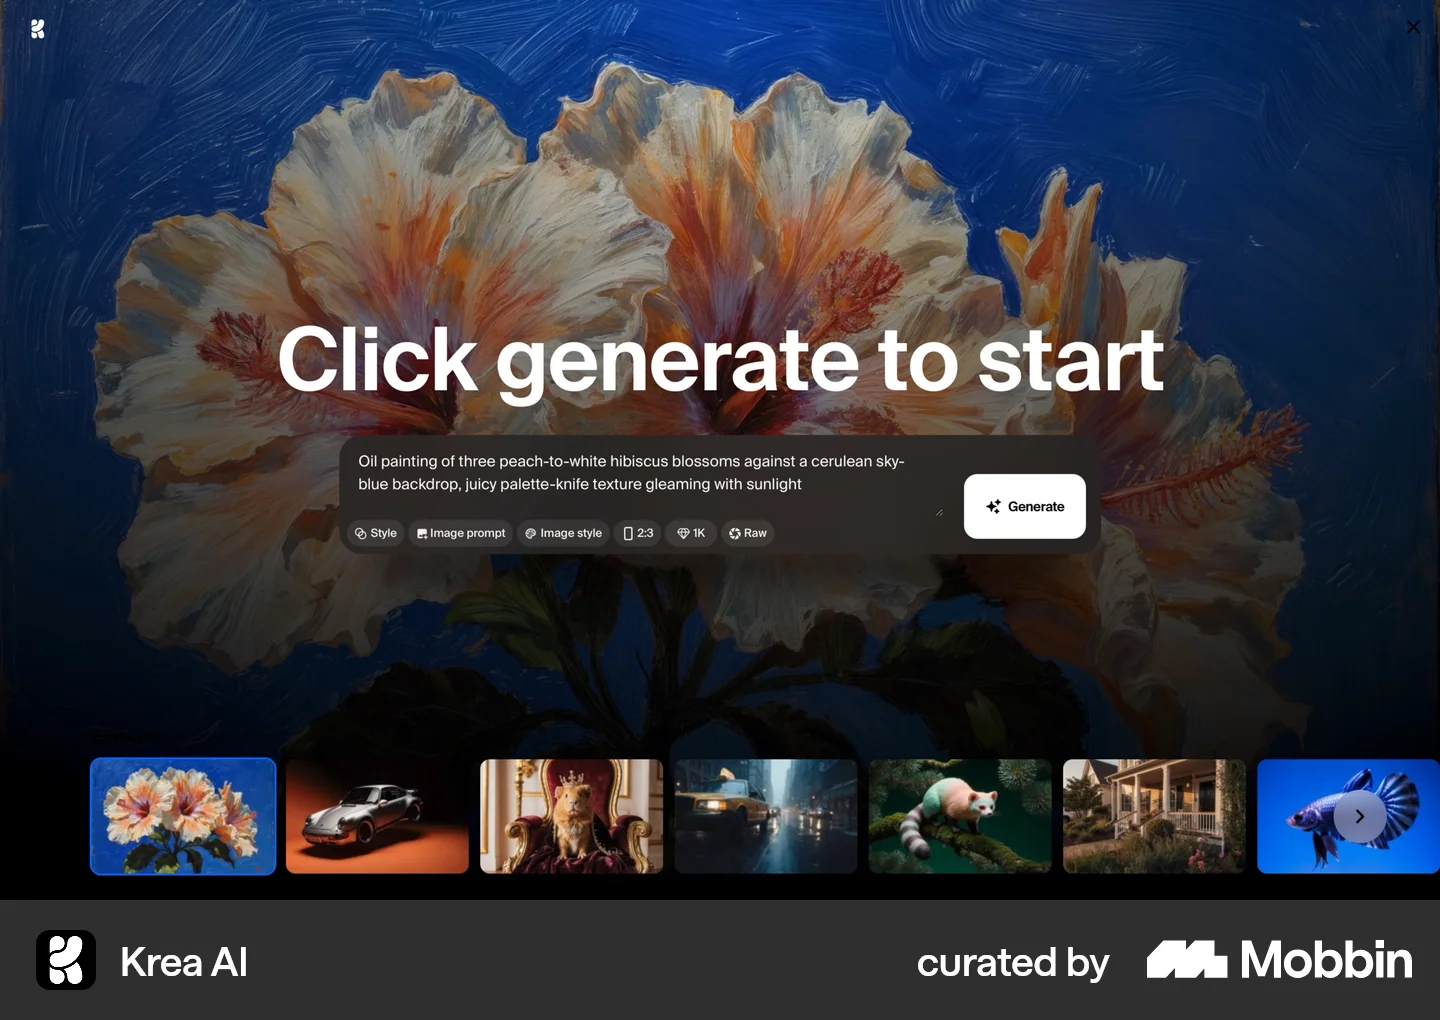 Click generate to start
Oil painting of three peach-to-white hibiscus blossoms against a cerulean sky-
blue backdrop, juicy palette-knife texture gleaming with sunlight
Generate
Style
Image prompt
Image style
2:3
1K
Raw
Krea AI
curated by
Mobbin